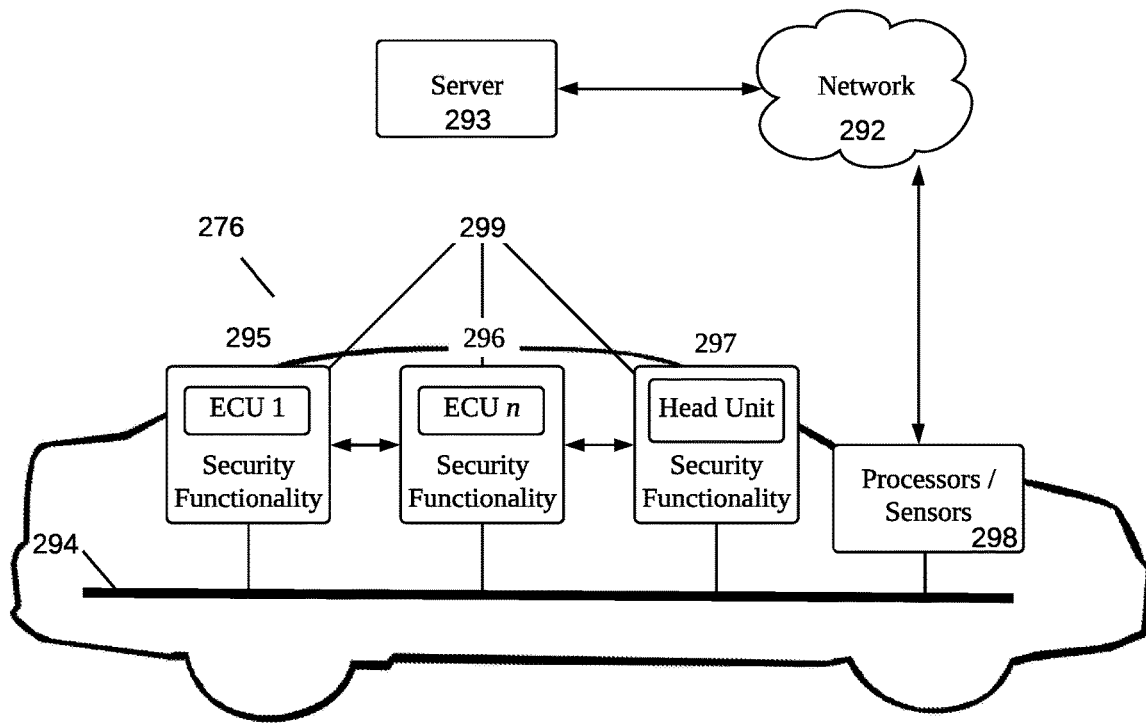 Server
293
Network
292
276
299
295
296
297
ECU 1
Security
Functionality
ECU n
Security
Functionality
Head Unit
Security
Functionality
Processors /
Sensors
298
294